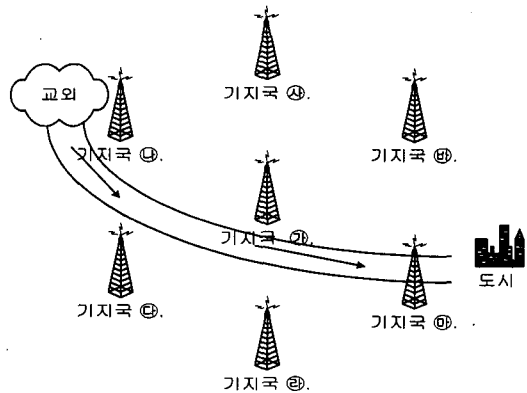 기지국 ㉴.
교외
기지국 ㉯.
기지국 ㉳.
기지국 ㉮.
도시
기지국 ㉰.
기지국 ㉲.
기지국 ㉱.